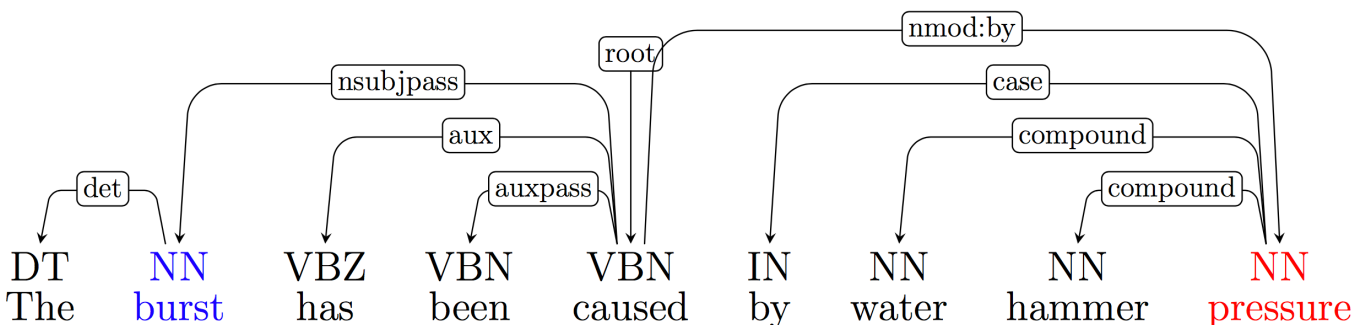 nmod:by
root
nsubjpass case
aux compound
det auxpass compound
DT NN VBZ VBN VBN IN NN NN NN
The burst has been caused by water hammer pressure